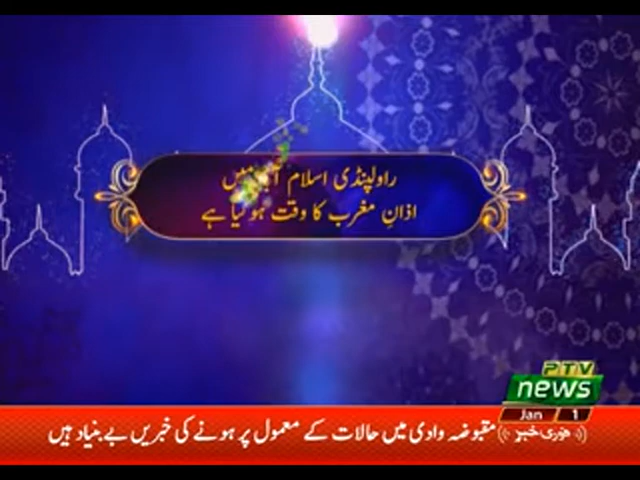 راولپنڈی اسلام آباد میں
اذانِ مغرب کا وقت ہو گیا ہے
PTV
news
Jan 1
فوری خبر
مقبوضہ وادی میں حالات کے معمول پر ہونے کی خبریں بے بنیاد ہیں